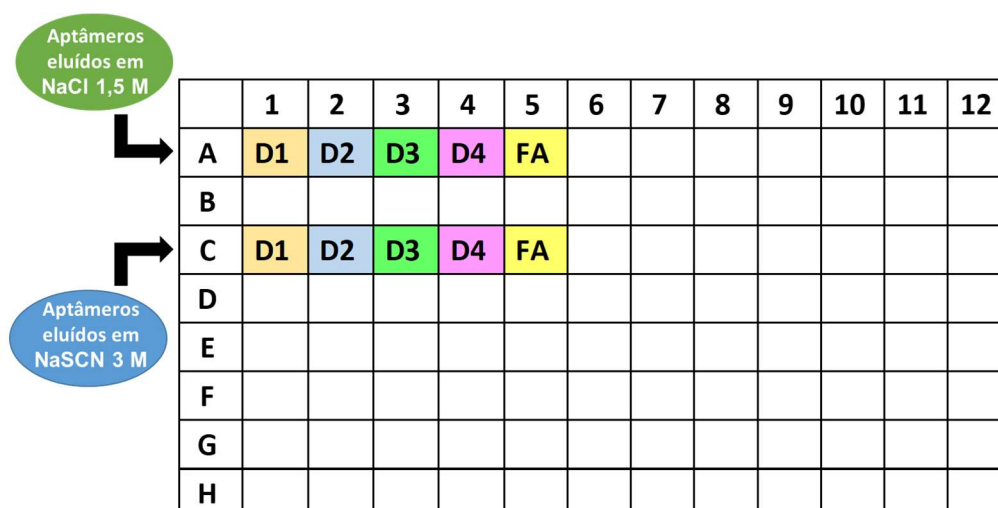 Aptâmeros
eluídos em
NaCl 1,5 M
1 2 3 4 5 6 7 8 9 10 11 12
A D1 D2 D3 D4 FA
B
C D1 D2 D3 D4 FA
D
Aptâmeros
eluídos em
NaSCN 3 M
E
F
G
H